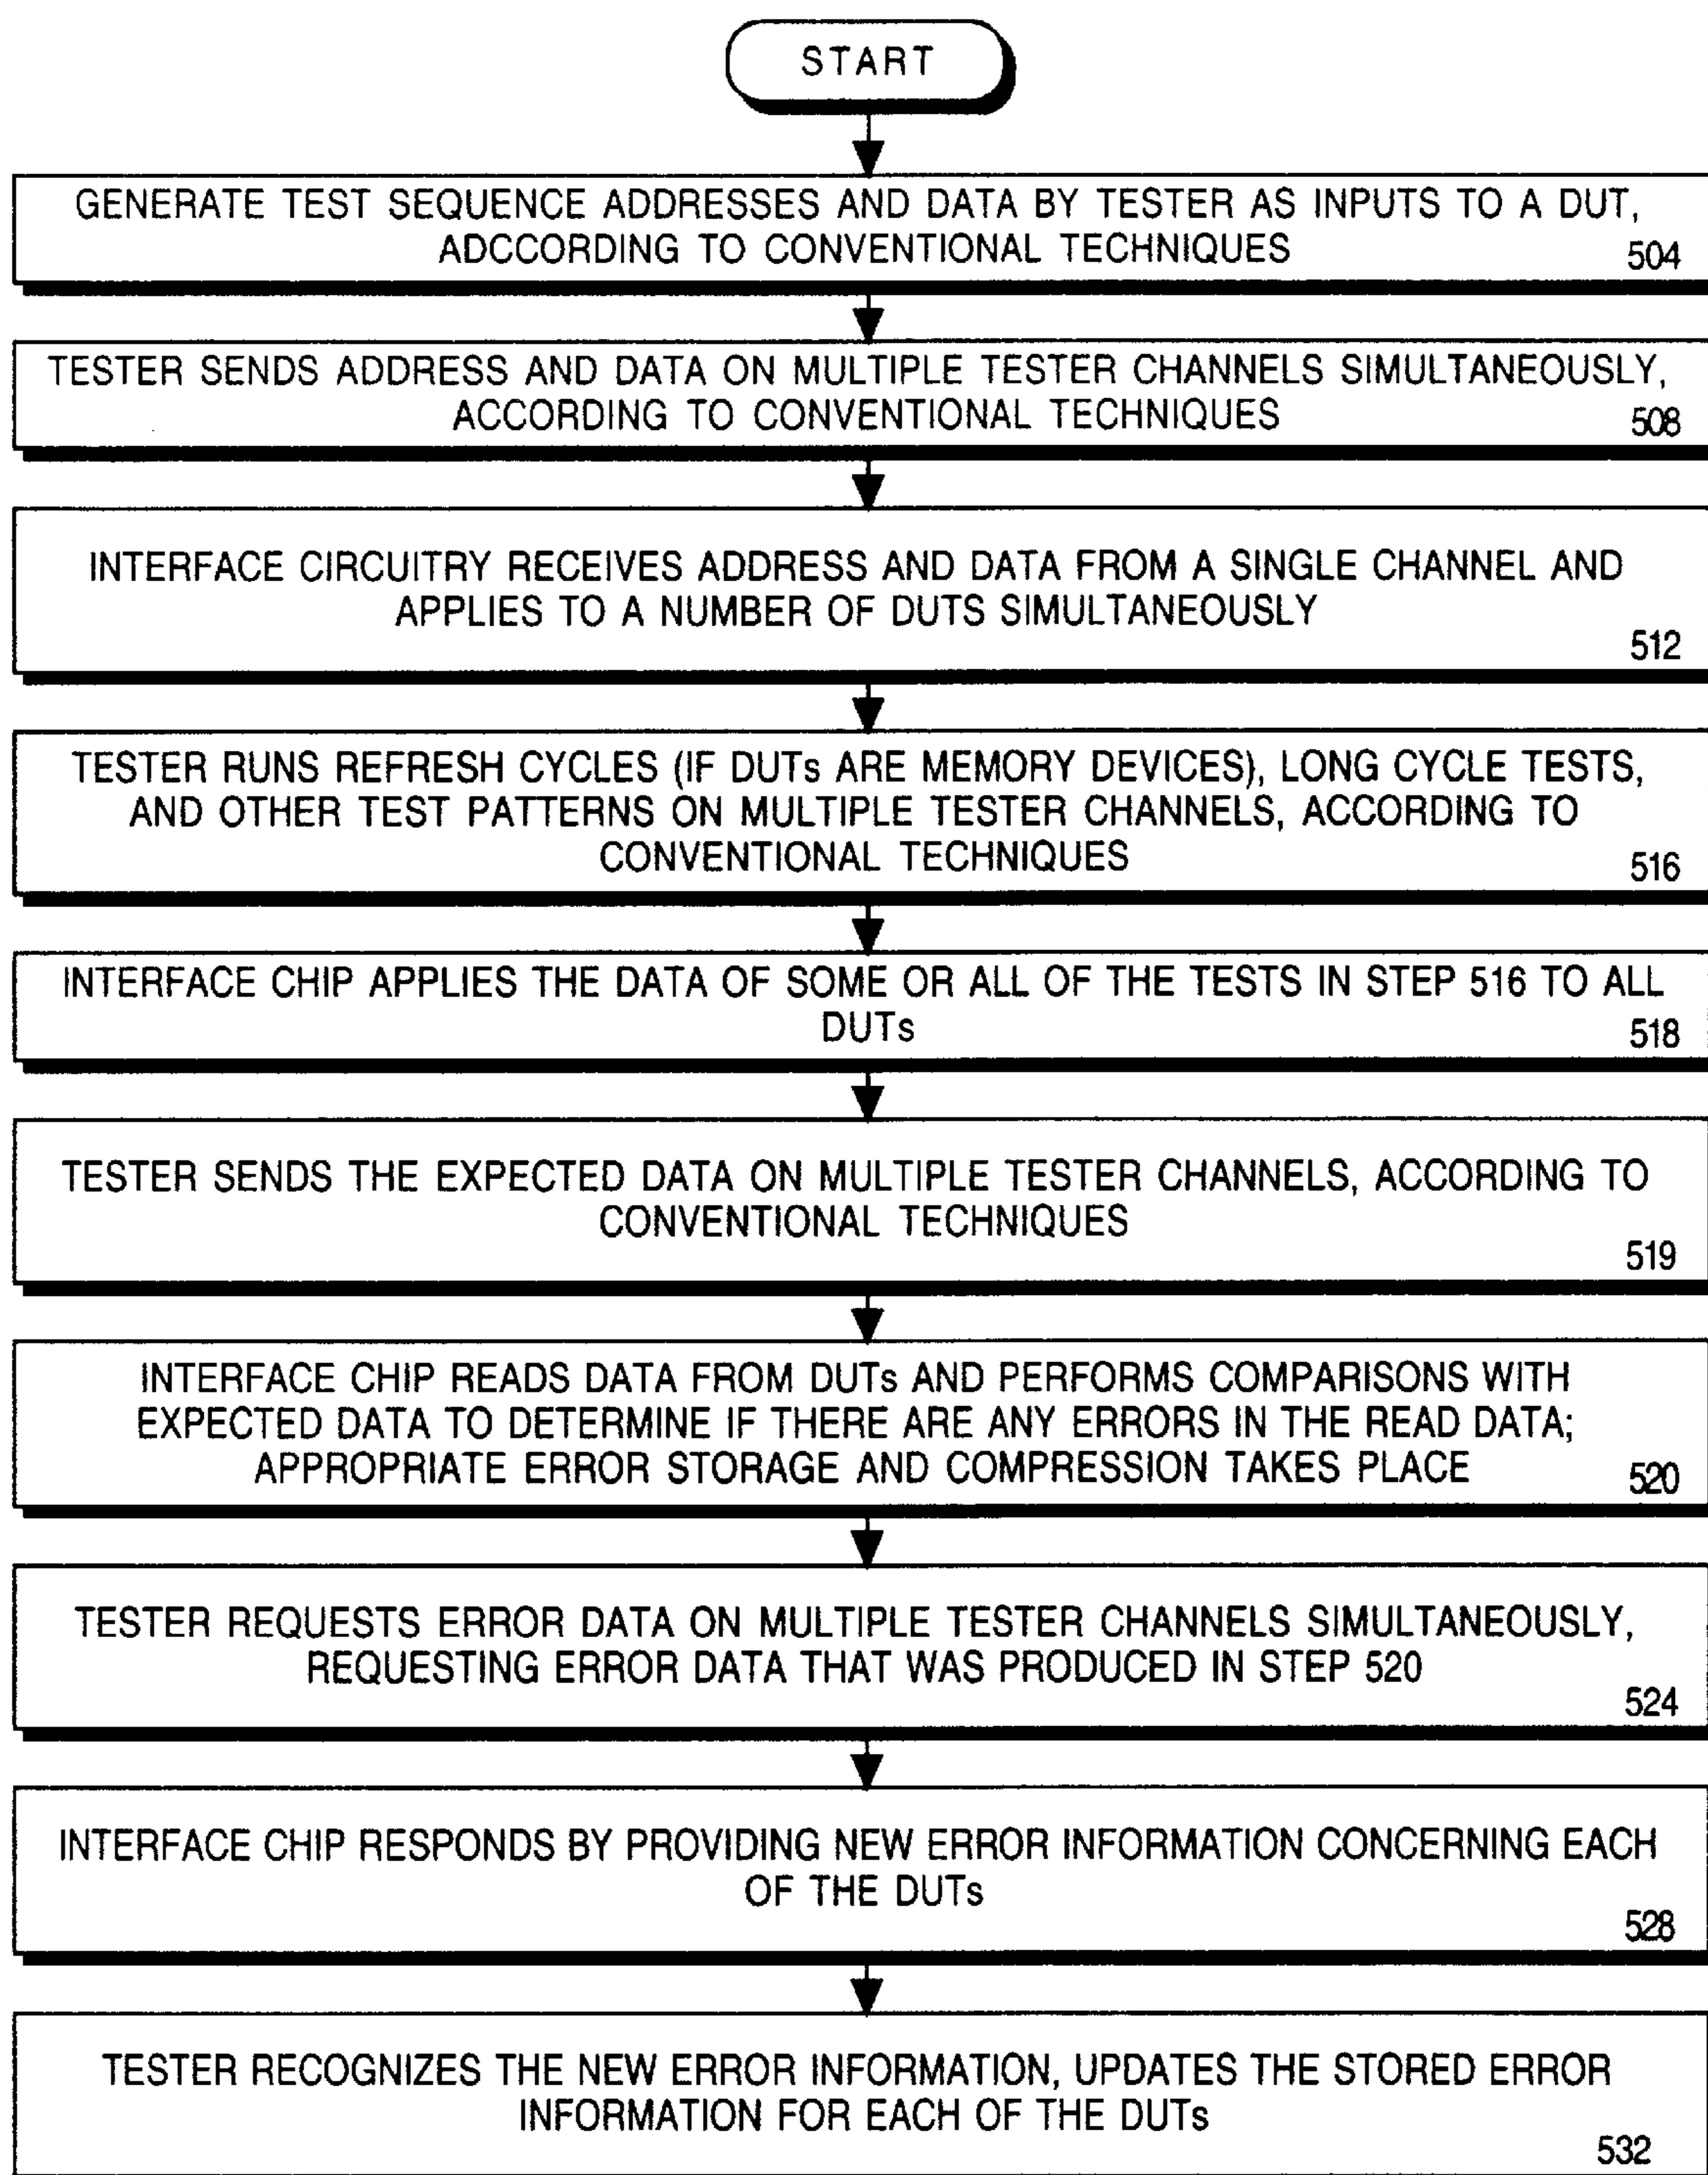 START
GENERATE TEST SEQUENCE ADDRESSES AND DATA BY TESTER AS INPUTS TO A DUT,
ADCCORDING TO CONVENTIONAL TECHNIQUES
504
TESTER SENDS ADDRESS AND DATA ON MULTIPLE TESTER CHANNELS SIMULTANEOUSLY,
ACCORDING TO CONVENTIONAL TECHNIQUES
508
INTERFACE CIRCUITRY RECEIVES ADDRESS AND DATA FROM A SINGLE CHANNEL AND
APPLIES TO A NUMBER OF DUTS SIMULTANEOUSLY
512
TESTER RUNS REFRESH CYCLES (IF DUTs ARE MEMORY DEVICES), LONG CYCLE TESTS,
AND OTHER TEST PATTERNS ON MULTIPLE TESTER CHANNELS, ACCORDING TO
CONVENTIONAL TECHNIQUES
516
INTERFACE CHIP APPLIES THE DATA OF SOME OR ALL OF THE TESTS IN STEP 516 TO ALL
DUTs
518
TESTER SENDS THE EXPECTED DATA ON MULTIPLE TESTER CHANNELS, ACCORDING TO
CONVENTIONAL TECHNIQUES
519
INTERFACE CHIP READS DATA FROM DUTs AND PERFORMS COMPARISONS WITH
EXPECTED DATA TO DETERMINE IF THERE ARE ANY ERRORS IN THE READ DATA;
APPROPRIATE ERROR STORAGE AND COMPRESSION TAKES PLACE
520
TESTER REQUESTS ERROR DATA ON MULTIPLE TESTER CHANNELS SIMULTANEOUSLY,
REQUESTING ERROR DATA THAT WAS PRODUCED IN STEP 520
524
INTERFACE CHIP RESPONDS BY PROVIDING NEW ERROR INFORMATION CONCERNING EACH
OF THE DUTs
528
TESTER RECOGNIZES THE NEW ERROR INFORMATION, UPDATES THE STORED ERROR
INFORMATION FOR EACH OF THE DUTs
532